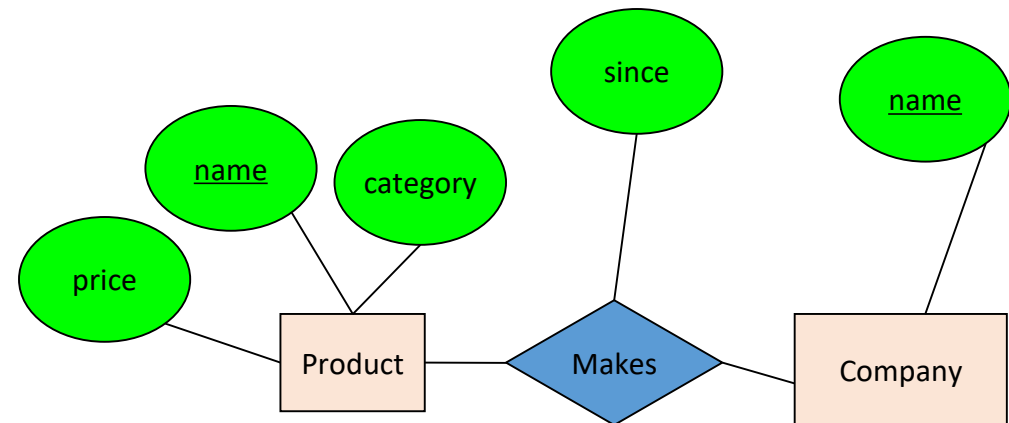 since
name
name
category
price
Product
Makes
Company